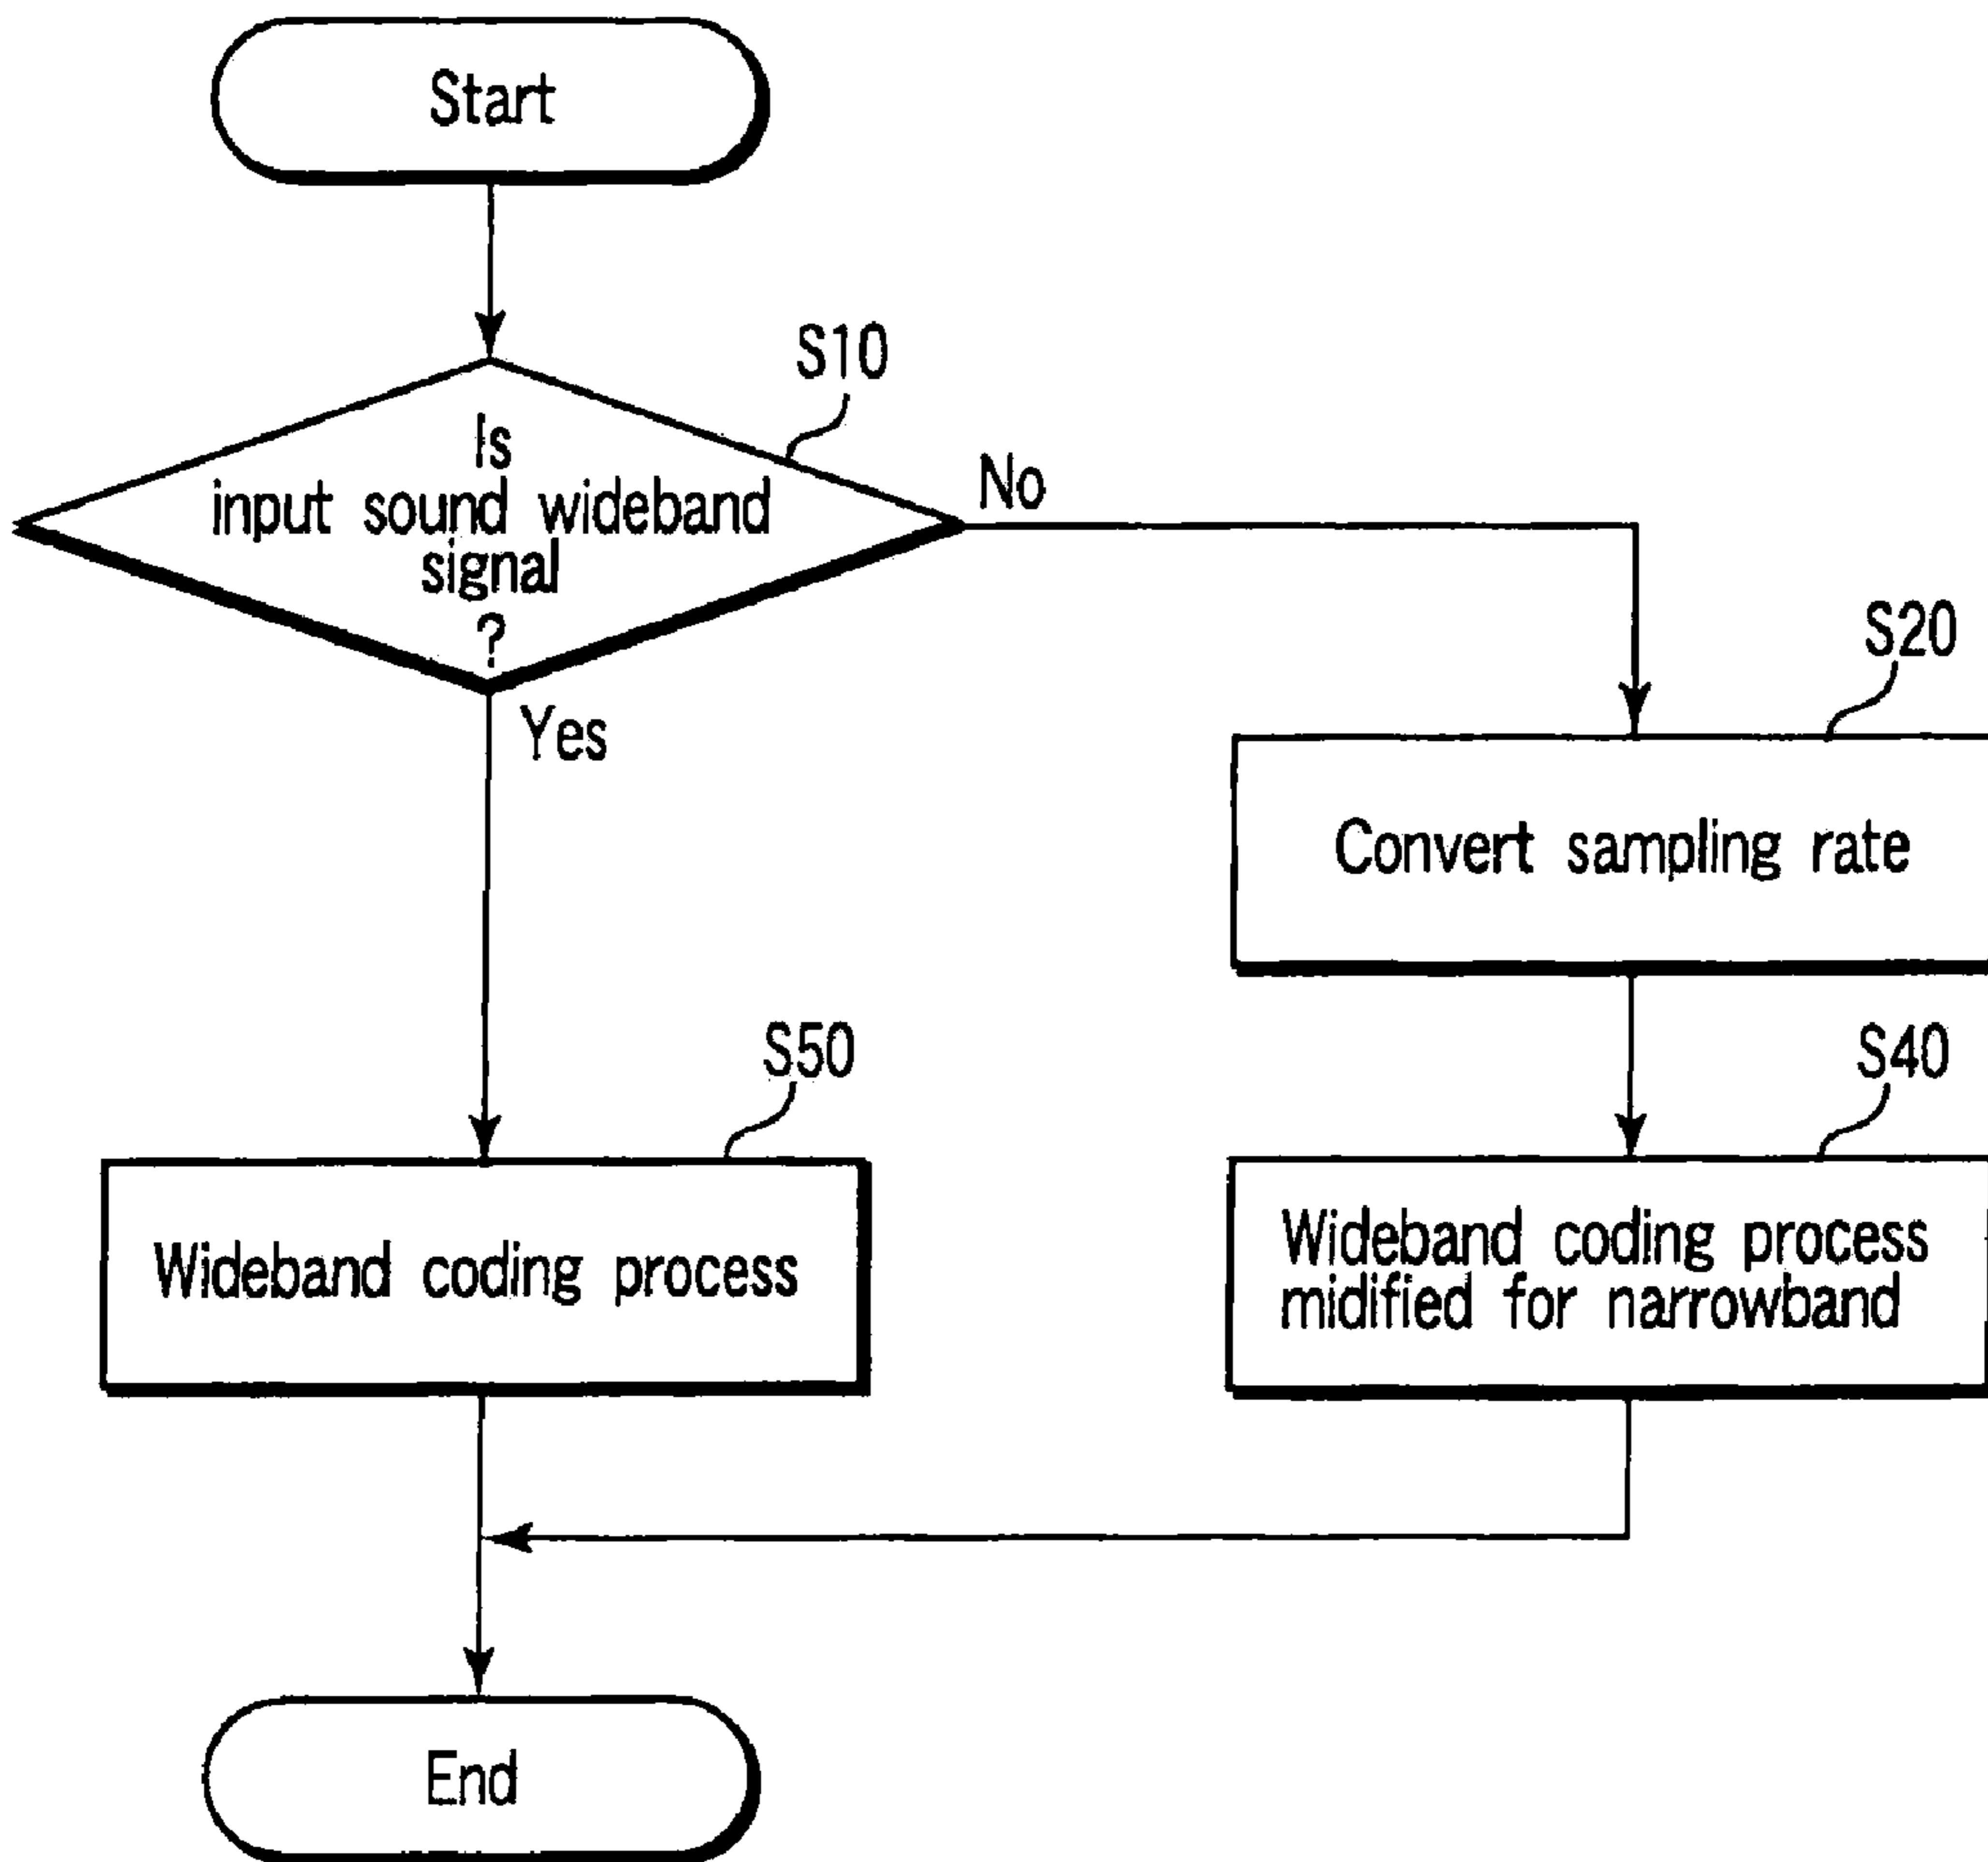 Start
S10
Is
input sound wideband
signal
?
No
Yes
S20
Convert sampling rate
S50
S40
Wideband coding process
Wideband coding process
midified for narrowband
End